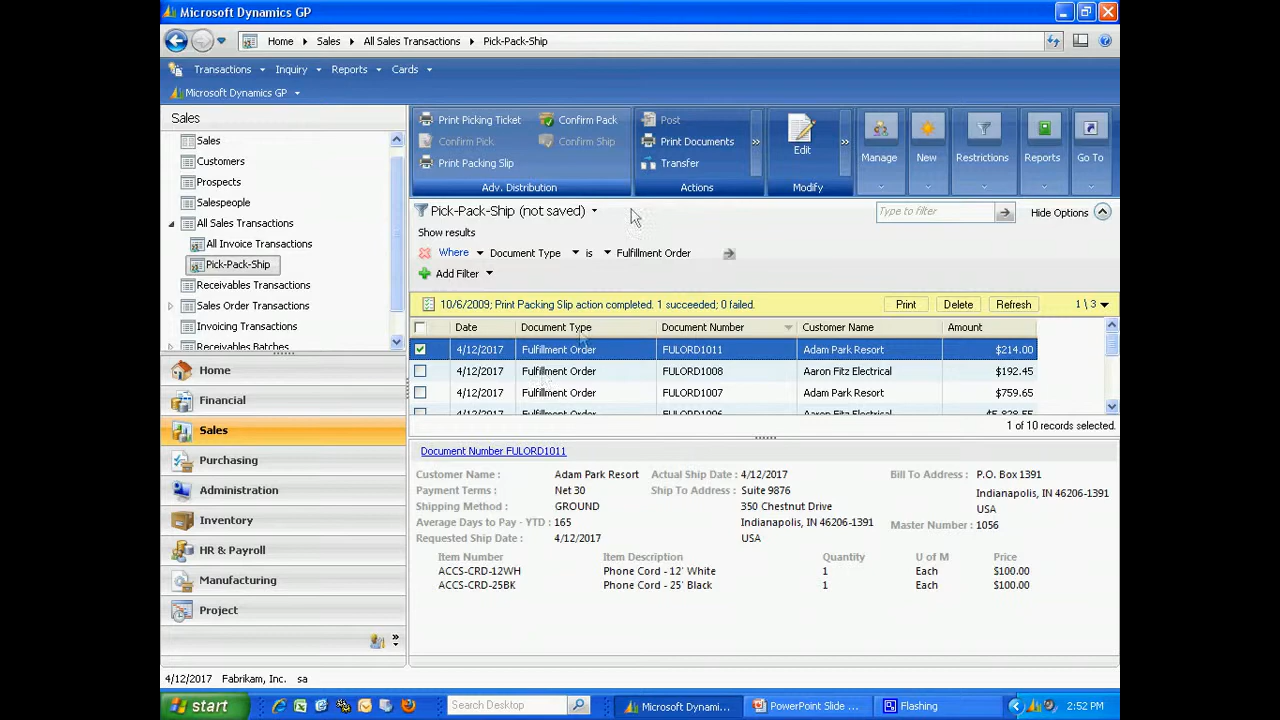 Microsoft Dynamics GP
Home Sales All Sales Transactions Pick-Pack-Ship
Transactions Inquiry Reports Cards
Microsoft Dynamics GP
Sales
Sales
Customers
Prospects
Salespeople
All Sales Transactions
All Invoice Transactions
Pick-Pack-Ship
Receivables Transactions
Sales Order Transactions
Invoicing Transactions
Receivables Batches
Home
Financial
Sales
Purchasing
Administration
Inventory
HR & Payroll
Manufacturing
Project
Print Picking Ticket Confirm Pack
Confirm Pick Confirm Ship
Print Packing Slip
Adv. Distribution
Post
Print Documents
Transfer
Actions
Edit
Modify
Manage
New
Restrictions
Reports
Go To
Pick-Pack-Ship (not saved) Type to filter Hide Options
Show results
Where Document Type is Fulfillment Order
Add Filter
10/6/2009; Print Packing Slip action completed. 1 succeeded; 0 failed. Print Delete Refresh 1 \ 3
Date Document Type Document Number Customer Name Amount
4/12/2017 Fulfillment Order FULORD1011 Adam Park Resort $214.00
4/12/2017 Fulfillment Order FULORD1008 Aaron Fitz Electrical $192.45
4/12/2017 Fulfillment Order FULORD1007 Adam Park Resort $759.65
4/12/2017 Fulfillment Order FULORD1006 Aaron Fitz Electrical $5,828.55
1 of 10 records selected.
Document Number FULORD1011
Customer Name : Adam Park Resort Actual Ship Date : 4/12/2017 Bill To Address : P.O. Box 1391
Payment Terms : Net 30 Ship To Address : Suite 9876 Indianapolis, IN 46206-1391
Shipping Method : GROUND 350 Chestnut Drive USA
Average Days to Pay - YTD : 165 Indianapolis, IN 46206-1391 Master Number : 1056
Requested Ship Date : 4/12/2017 USA
Item Number Item Description Quantity U of M Price
ACCS-CRD-12WH Phone Cord - 12' White 1 Each $100.00
ACCS-CRD-25BK Phone Cord - 25' Black 1 Each $100.00
4/12/2017 Fabrikam, Inc. sa
start Search Desktop Microsoft Dynami... PowerPoint Slide ... Flashing 2:52 PM